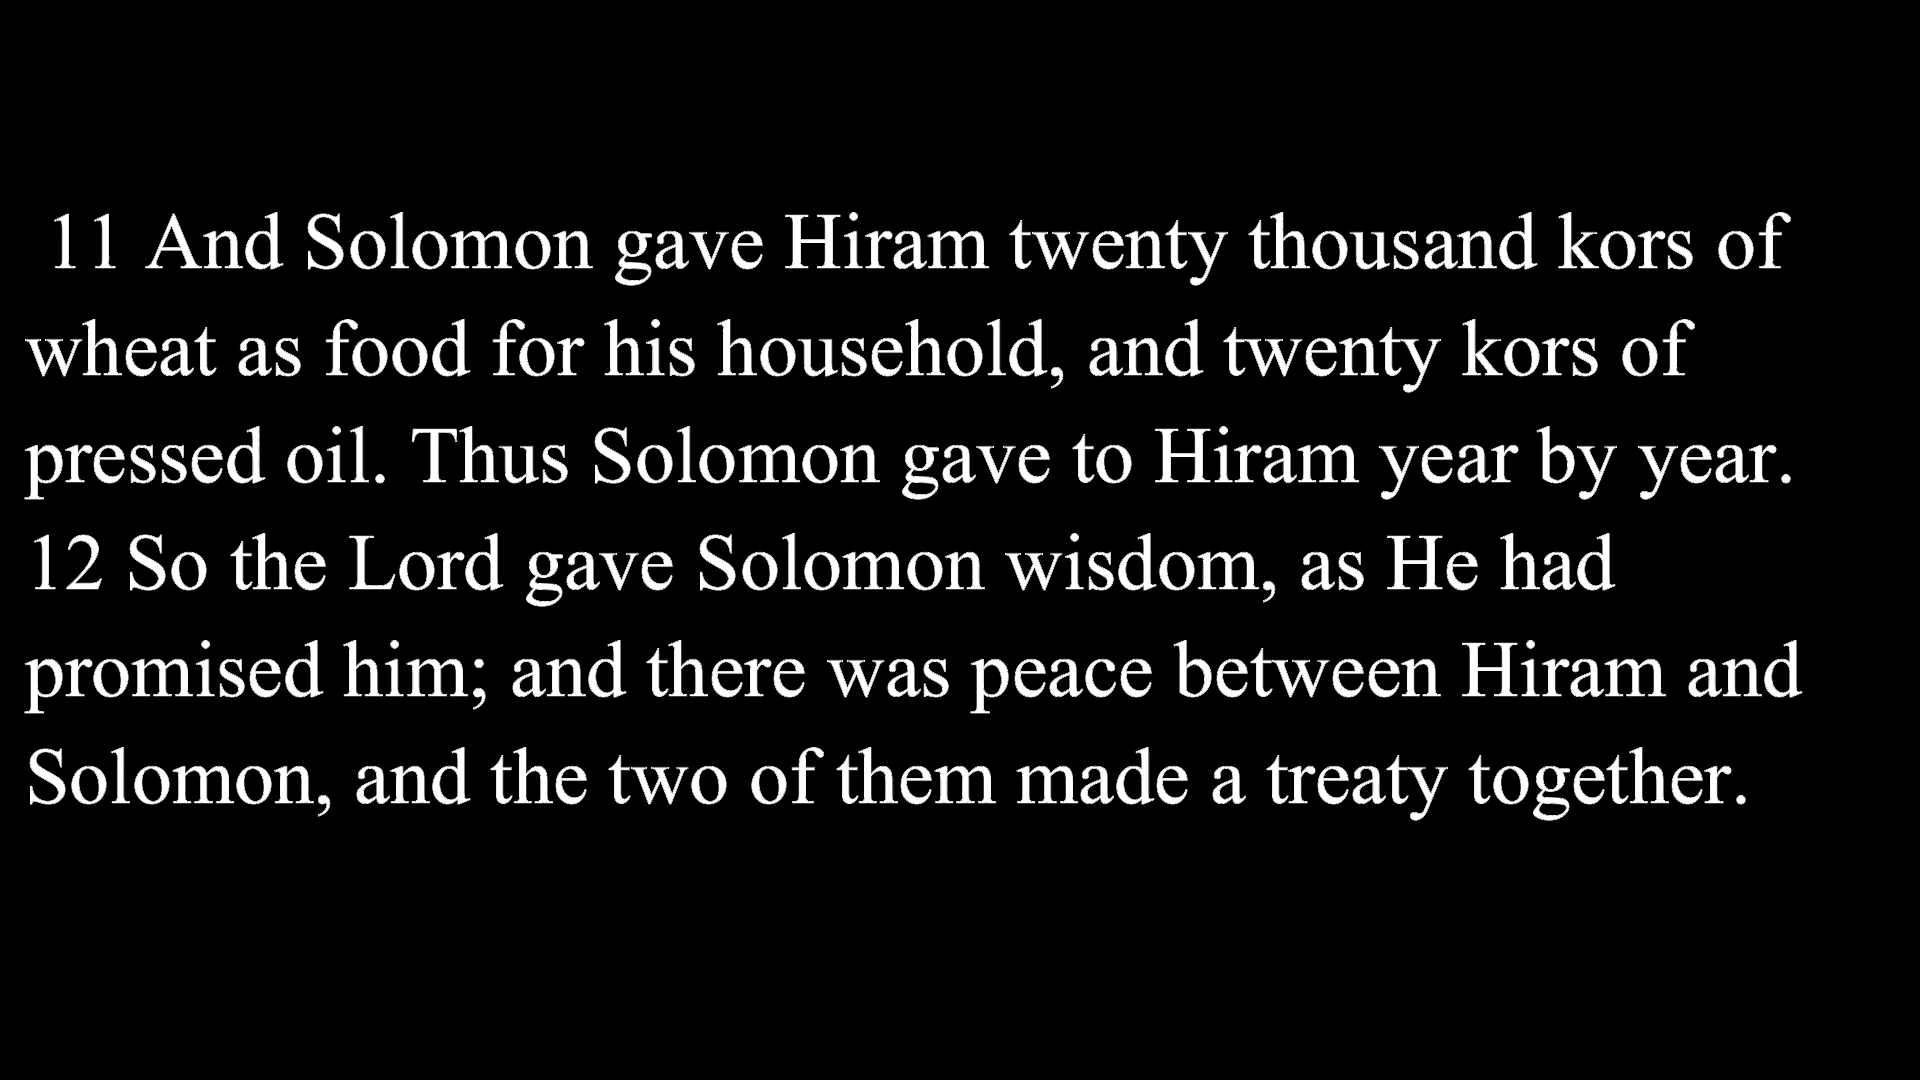 11 And Solomon gave Hiram twenty thousand kors of
wheat as food for his household, and twenty kors of
pressed oil. Thus Solomon gave to Hiram year by year.
12 So the Lord gave Solomon wisdom, as He had
promised him; and there was peace between Hiram and
Solomon, and the two of them made a treaty together.